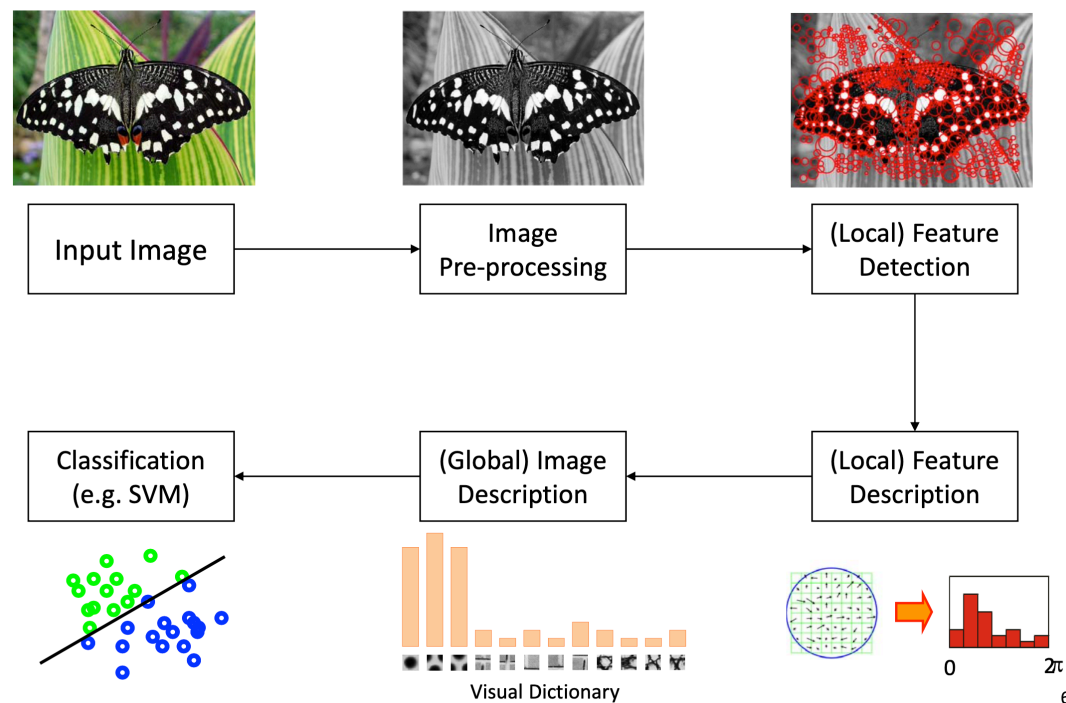 Input Image
Image
Pre-processing
(Local) Feature
Detection
Classification
(e.g. SVM)
(Global) Image
Description
(Local) Feature
Description
Visual Dictionary
0
2π